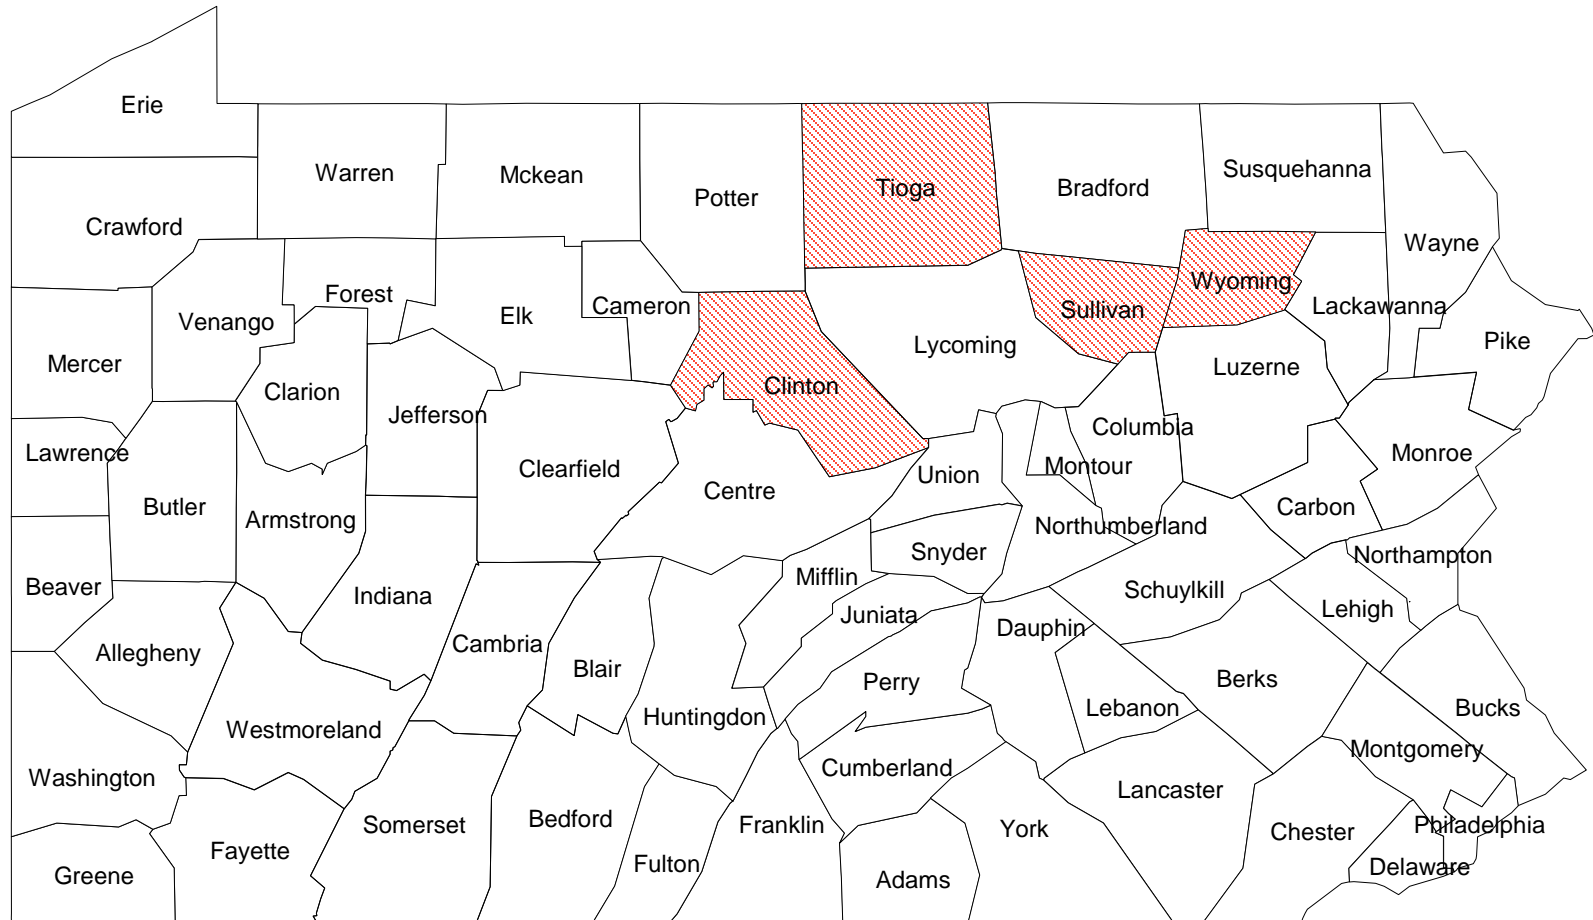 Erie
Warren
Mckean
Potter
Tioga
Bradford
Susquehanna
Crawford
Wayne
Forest
Venango
Elk
Cameron
Clinton
Lycoming
Sullivan
Wyoming
Lackawanna
Pike
Mercer
Clarion
Jefferson
Luzerne
Lawrence
Clearfield
Centre
Union
Montour
Columbia
Monroe
Butler
Armstrong
Carbon
Northumberland
Snyder
Northampton
Beaver
Indiana
Mifflin
Juniata
Schuylkill
Lehigh
Allegheny
Cambria
Blair
Dauphin
Perry
Berks
Lebanon
Bucks
Westmoreland
Huntingdon
Montgomery
Washington
Cumberland
Lancaster
Somerset
Bedford
Franklin
York
Chester
Philadelphia
Greene
Fayette
Fulton
Adams
Delaware